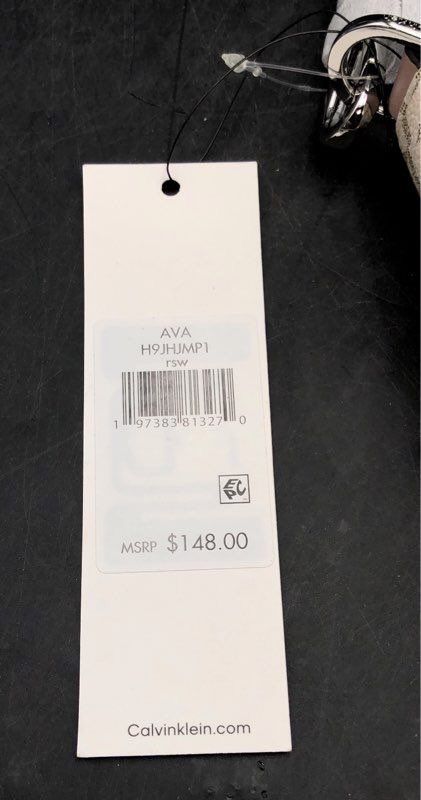 AVA
H9JHJMP1
rsw
1 97383 81327 0
EPC
MSRP $148.00
Calvinklein.com